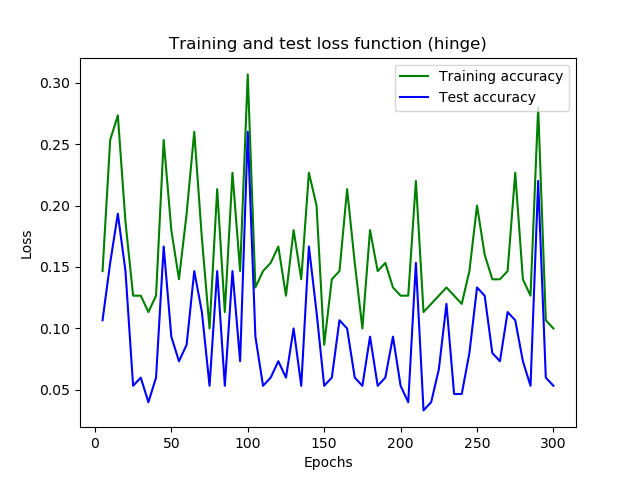 Training and test loss function (hinge)
Training accuracy
Test accuracy
Loss
0.30
0.25
0.20
0.15
0.10
0.05
0 50 100 150 200 250 300
Epochs